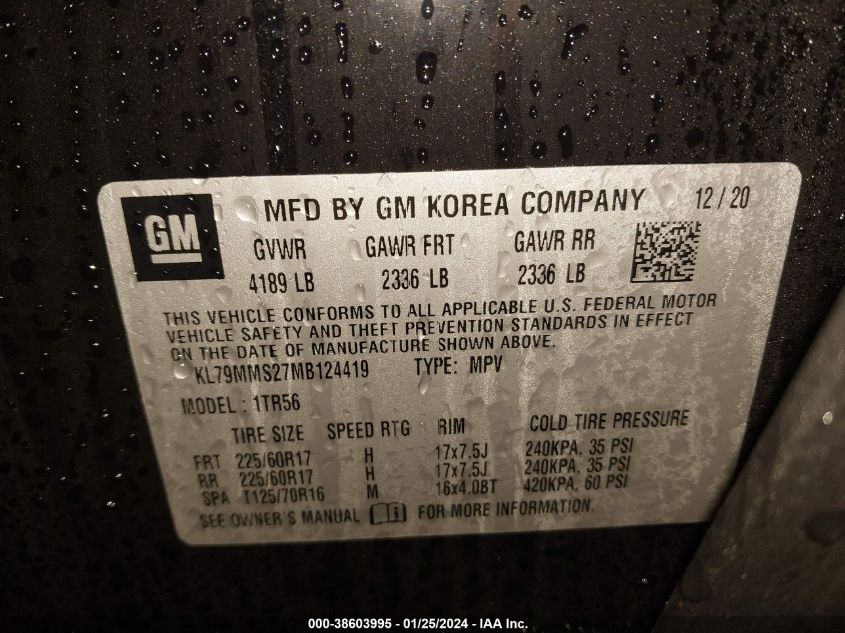 GM
MFD BY GM KOREA COMPANY 12/20
GVWR GAWR FRT GAWR RR
4189 LB 2336 LB 2336 LB
THIS VEHICLE CONFORMS TO ALL APPLICABLE U.S. FEDERAL MOTOR
VEHICLE SAFETY AND THEFT PREVENTION STANDARDS IN EFFECT
ON THE DATE OF MANUFACTURE SHOWN ABOVE.
KL79MMS27MB124419 TYPE: MPV
MODEL: 1TR56
TIRE SIZE SPEED RTG RIM COLD TIRE PRESSURE
FRT 225/60R17 H 17x7.5J 240KPA, 35 PSI
RR 225/60R17 H 17x7.5J 240KPA, 35 PSI
SPA T125/70R16 M 16x4.0BT 420KPA, 60 PSI
SEE OWNER'S MANUAL i FOR MORE INFORMATION.
000-38603995 - 01/25/2024 - IAA Inc.